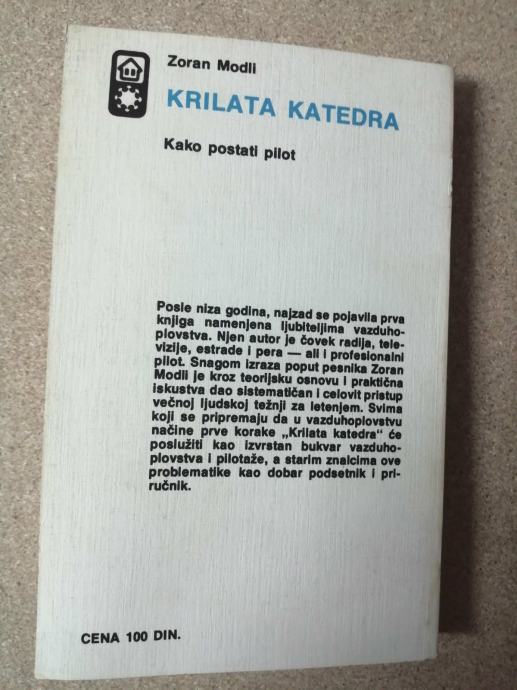 Zoran Modli
KRILATA KATEDRA
Kako postati pilot
Posle niza godina, najzad se pojavila prva
knjiga namenjena ljubiteljima vazduho-
plovstva. Njen autor je čovek radija, tele-
vizije, estrade i pera — ali i profesionalni
pilot. Snagom izraza poput pesnika Zoran
Modli je kroz teorijsku osnovu i praktična
iskustva dao sistematičan i celovit pristup
večnoj ljudskoj težnji za letenjem. Svima
koji se pripremaju da u vazduhoplovstvu
načine prve korake „Krilata katedra“ će
poslužiti kao izvrstan bukvar vazduho-
plovstva i pilotaže, a starim znalcima ove
problematike kao dobar podsetnik i pri-
ručnik.
CENA 100 DIN.